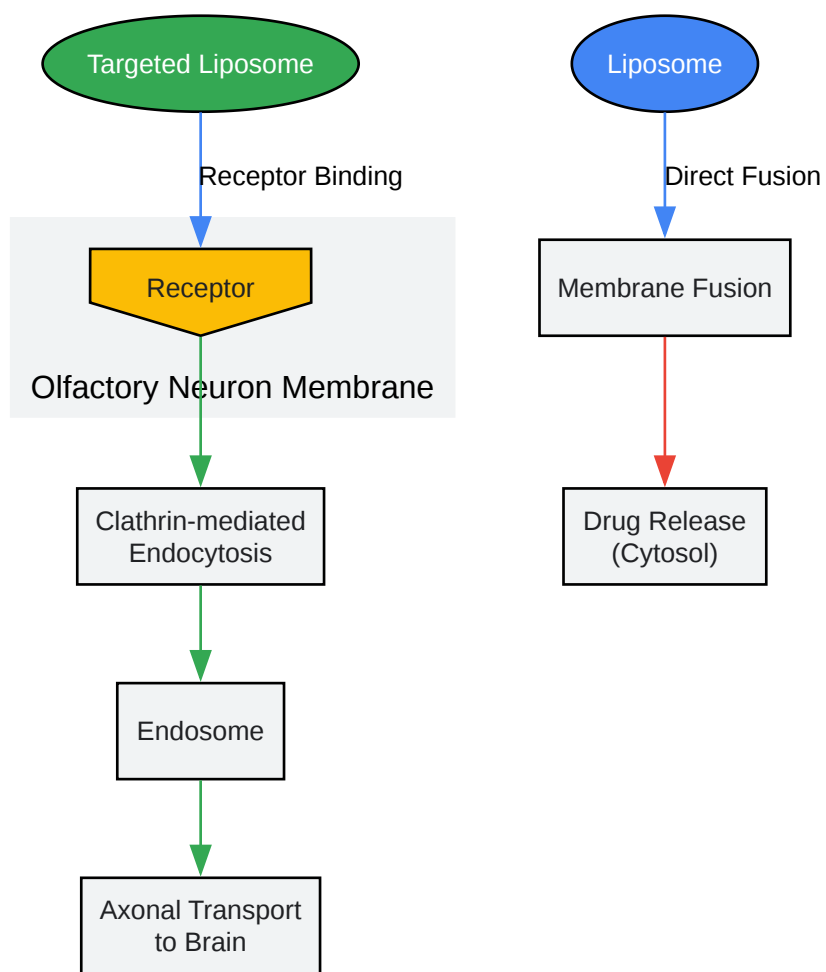 Targeted Liposome
Liposome
Receptor Binding
Direct Fusion
Receptor
Membrane Fusion
Olfactory Neuron Membrane
Clathrin-mediated
Endocytosis
Drug Release
(Cytosol)
Endosome
Axonal Transport
to Brain